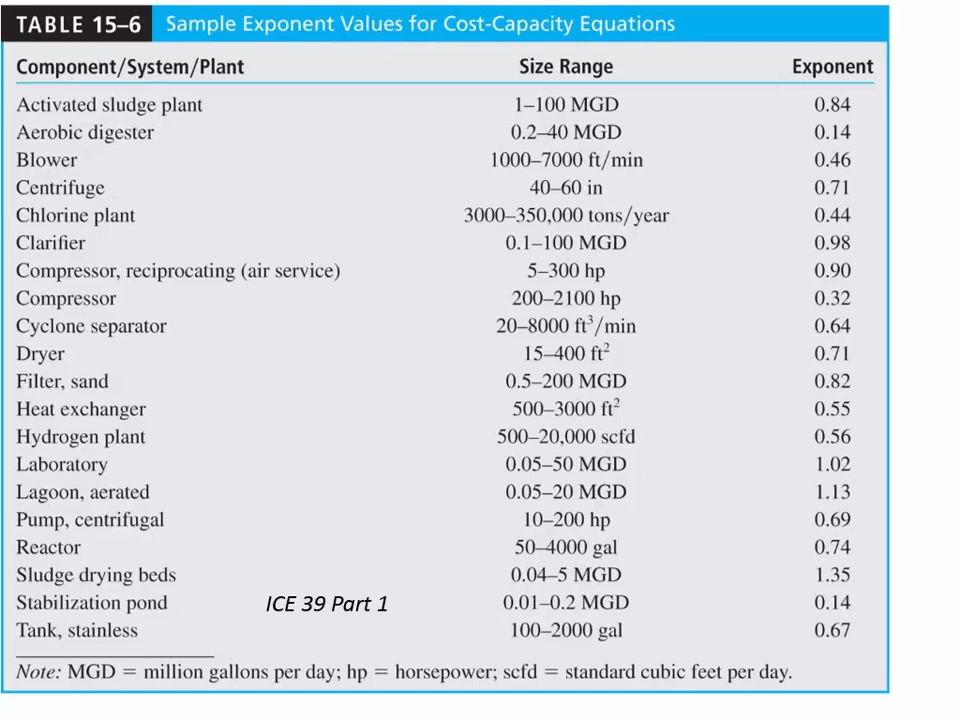 TABLE 15–6 Sample Exponent Values for Cost-Capacity Equations
Component/System/Plant Size Range Exponent
Activated sludge plant 1–100 MGD 0.84
Aerobic digester 0.2–40 MGD 0.14
Blower 1000–7000 ft/min 0.46
Centrifuge 40–60 in 0.71
Chlorine plant 3000–350,000 tons/year 0.44
Clarifier 0.1–100 MGD 0.98
Compressor, reciprocating (air service) 5–300 hp 0.90
Compressor 200–2100 hp 0.32
Cyclone separator 20–8000 ft³/min 0.64
Dryer 15–400 ft² 0.71
Filter, sand 0.5–200 MGD 0.82
Heat exchanger 500–3000 ft² 0.55
Hydrogen plant 500–20,000 scfd 0.56
Laboratory 0.05–50 MGD 1.02
Lagoon, aerated 0.05–20 MGD 1.13
Pump, centrifugal 10–200 hp 0.69
Reactor 50–4000 gal 0.74
Sludge drying beds 0.04–5 MGD 1.35
Stabilization pond ICE 39 Part 1 0.01–0.2 MGD 0.14
Tank, stainless 100–2000 gal 0.67
Note: MGD = million gallons per day; hp = horsepower; scfd = standard cubic feet per day.